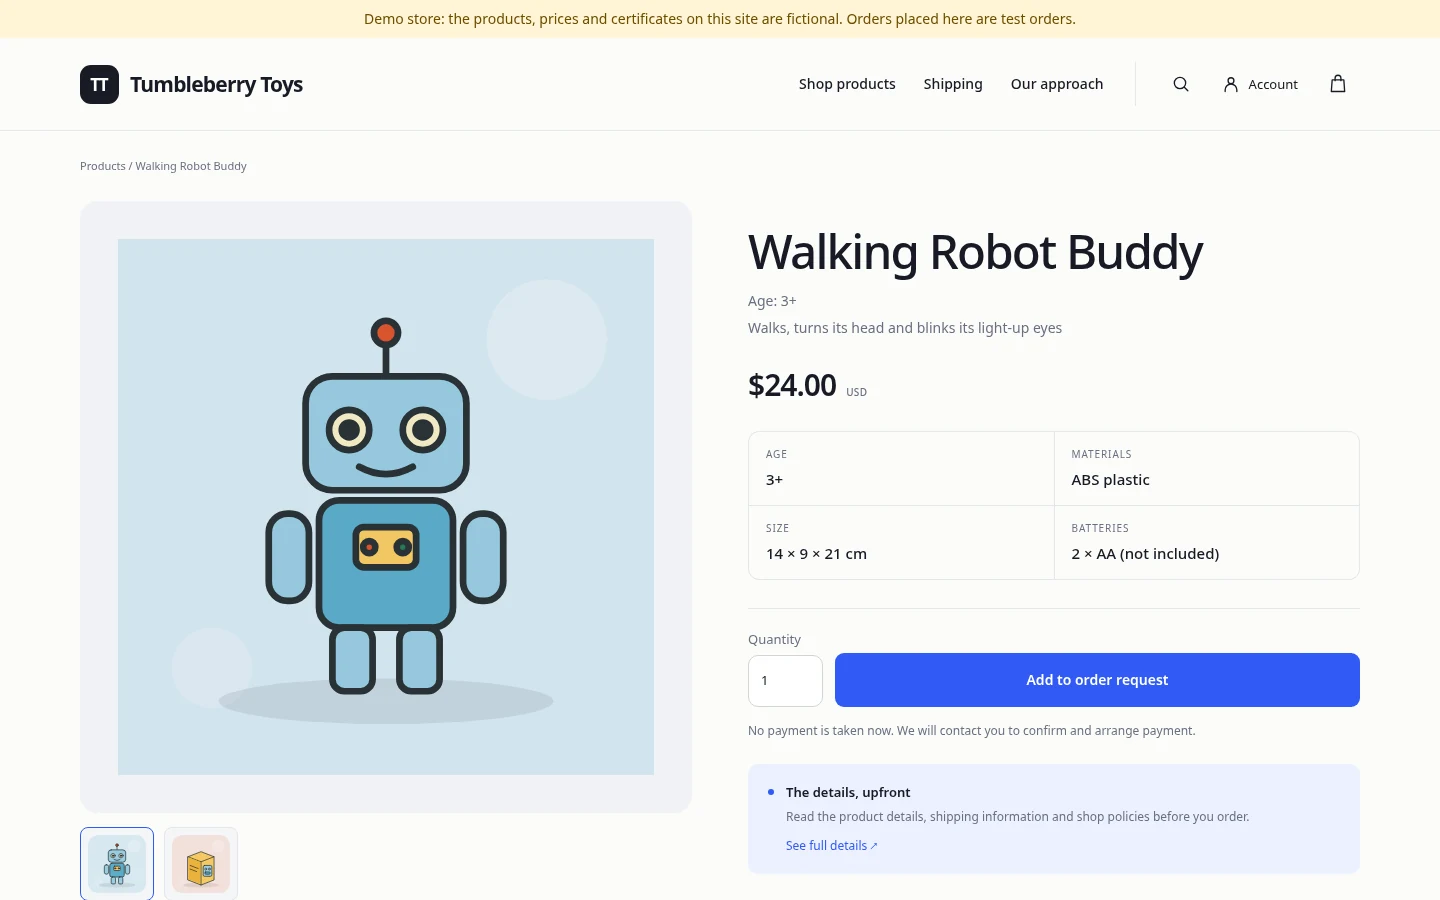 Demo store: the products, prices and certificates on this site are fictional. Orders placed here are test orders.
TT
Tumbleberry Toys
Shop products
Shipping
Our approach
Account
Products / Walking Robot Buddy
Walking Robot Buddy
Age: 3+
Walks, turns its head and blinks its light-up eyes
$24.00 USD
AGE
3+
MATERIALS
ABS plastic
SIZE
14 × 9 × 21 cm
BATTERIES
2 × AA (not included)
Quantity
1
Add to order request
No payment is taken now. We will contact you to confirm and arrange payment.
The details, upfront
Read the product details, shipping information and shop policies before you order.
See full details ↗